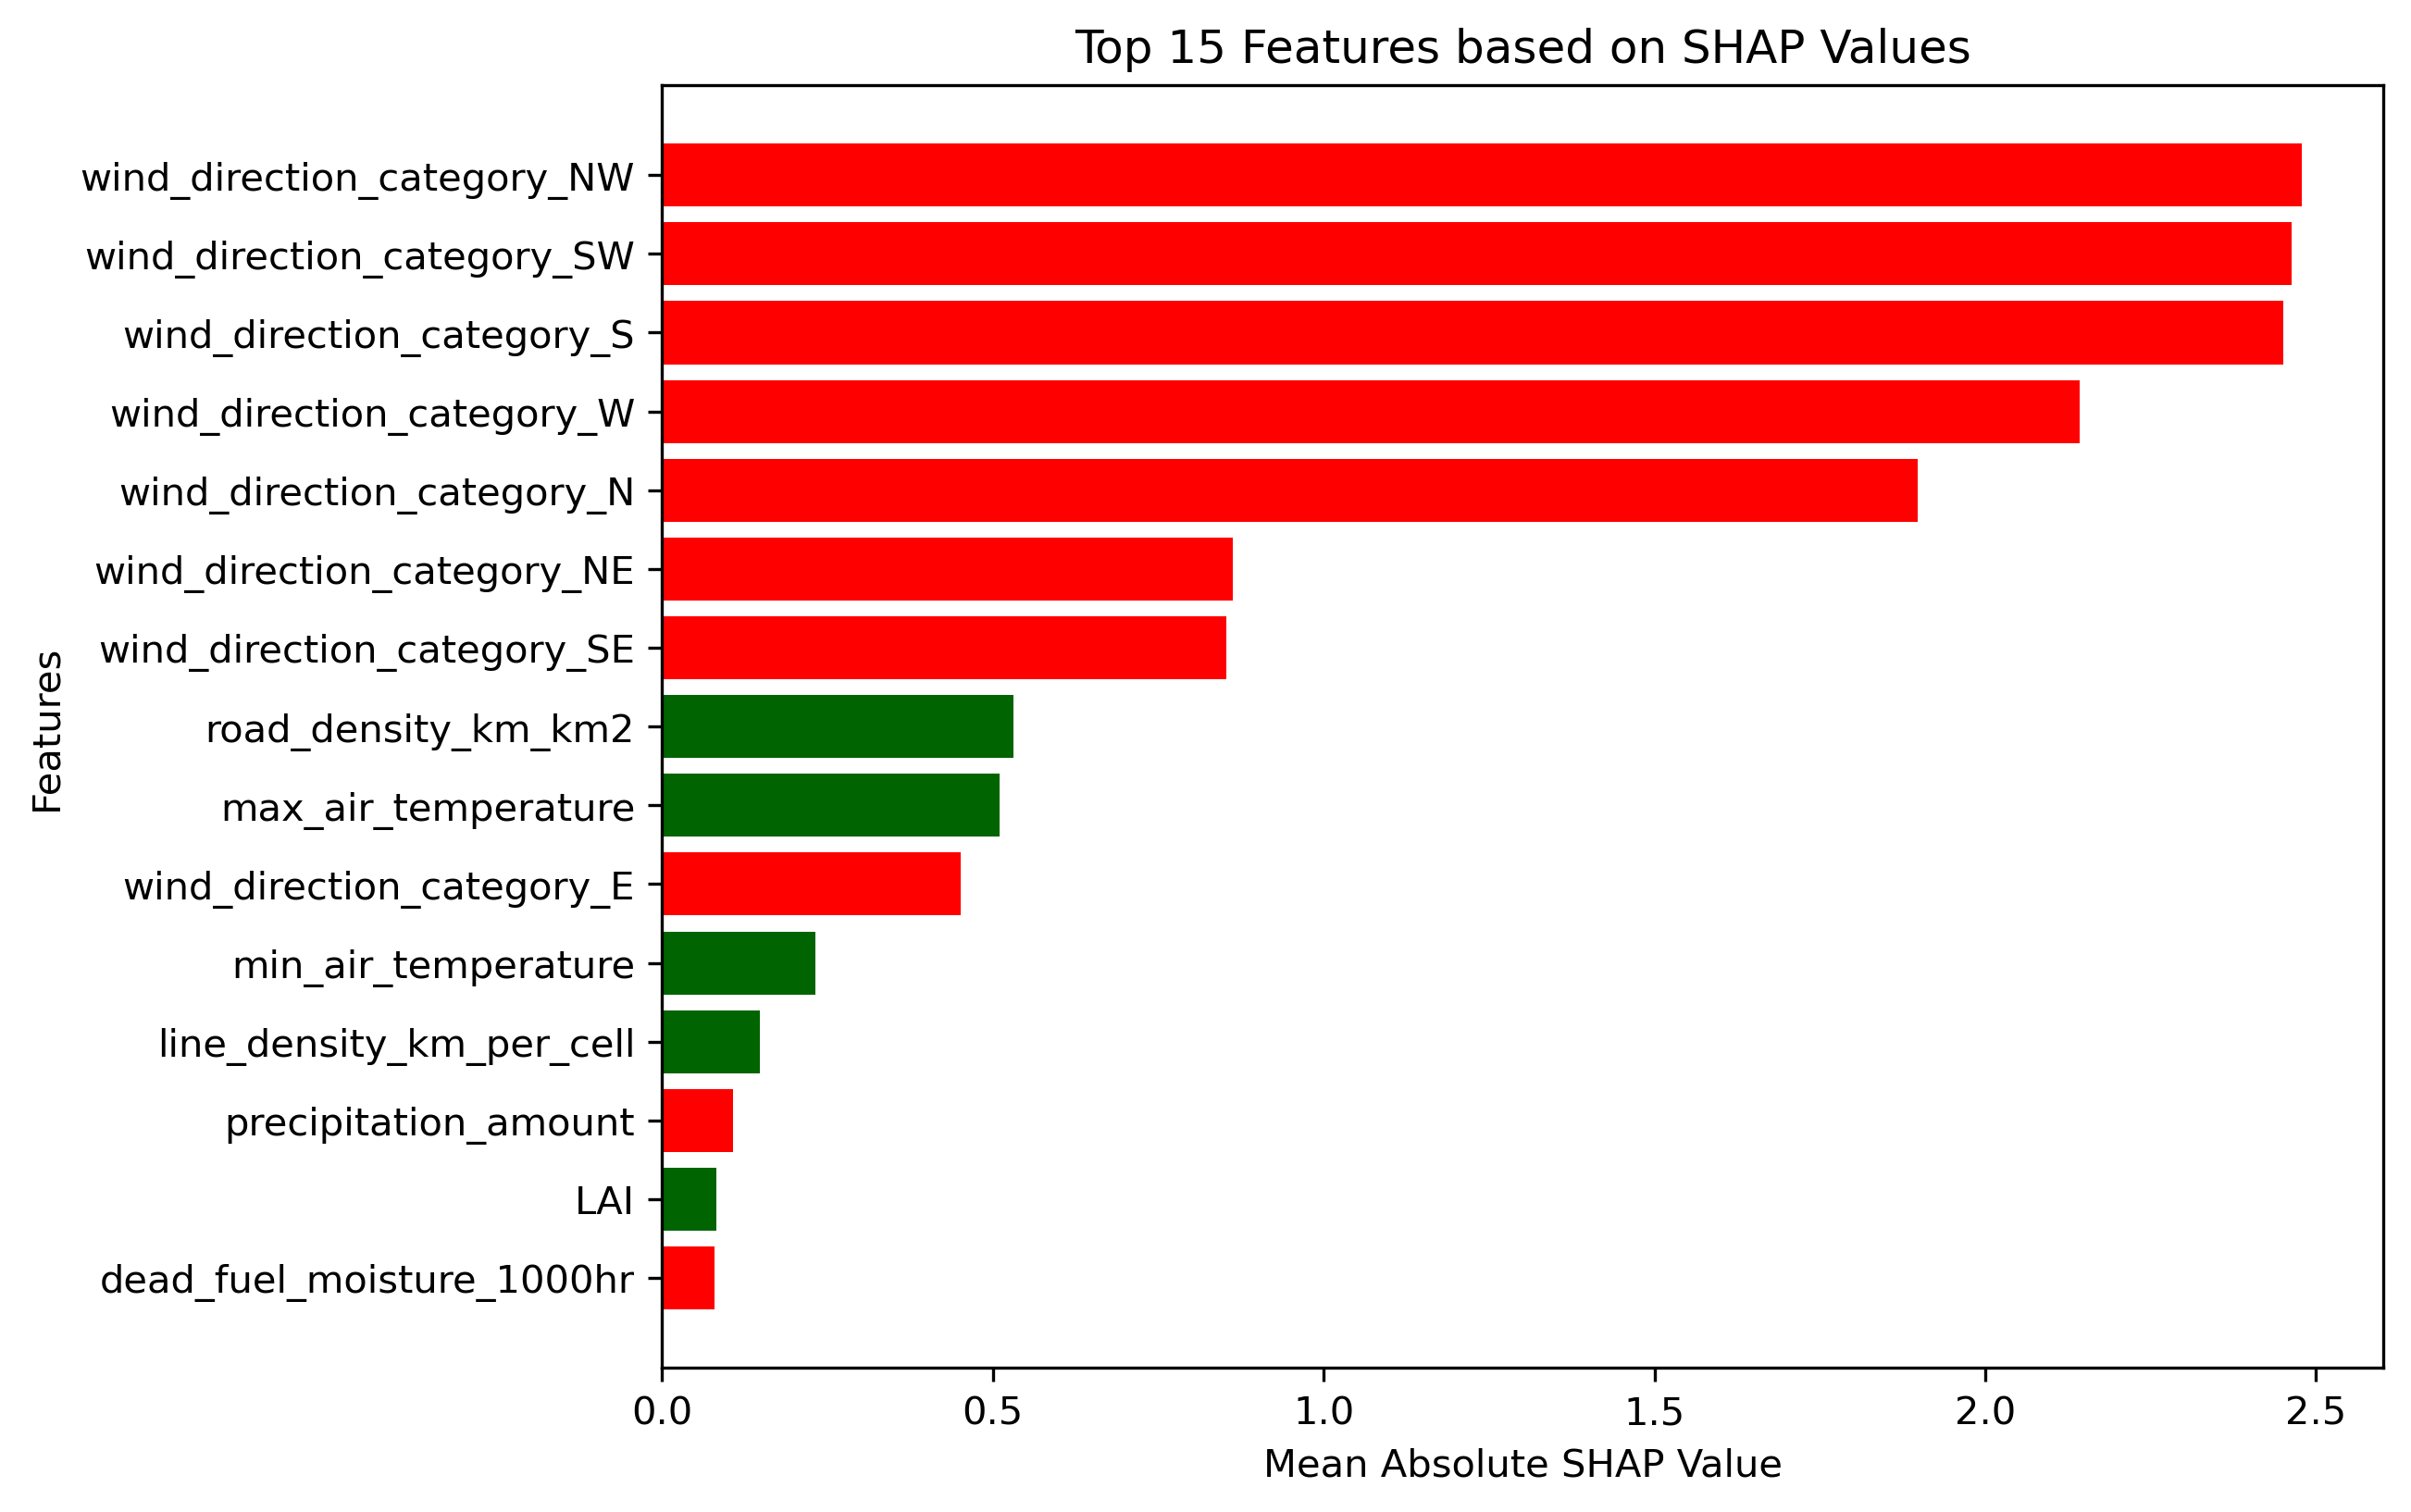 Top 15 Features based on SHAP Values
wind_direction_category_NW
wind_direction_category_SW
wind_direction_category_S
wind_direction_category_W
wind_direction_category_N
wind_direction_category_NE
wind_direction_category_SE
road_density_km_km2
max_air_temperature
wind_direction_category_E
min_air_temperature
line_density_km_per_cell
precipitation_amount
LAI
dead_fuel_moisture_1000hr
Features
0.0 0.5 1.0 1.5 2.0 2.5
Mean Absolute SHAP Value